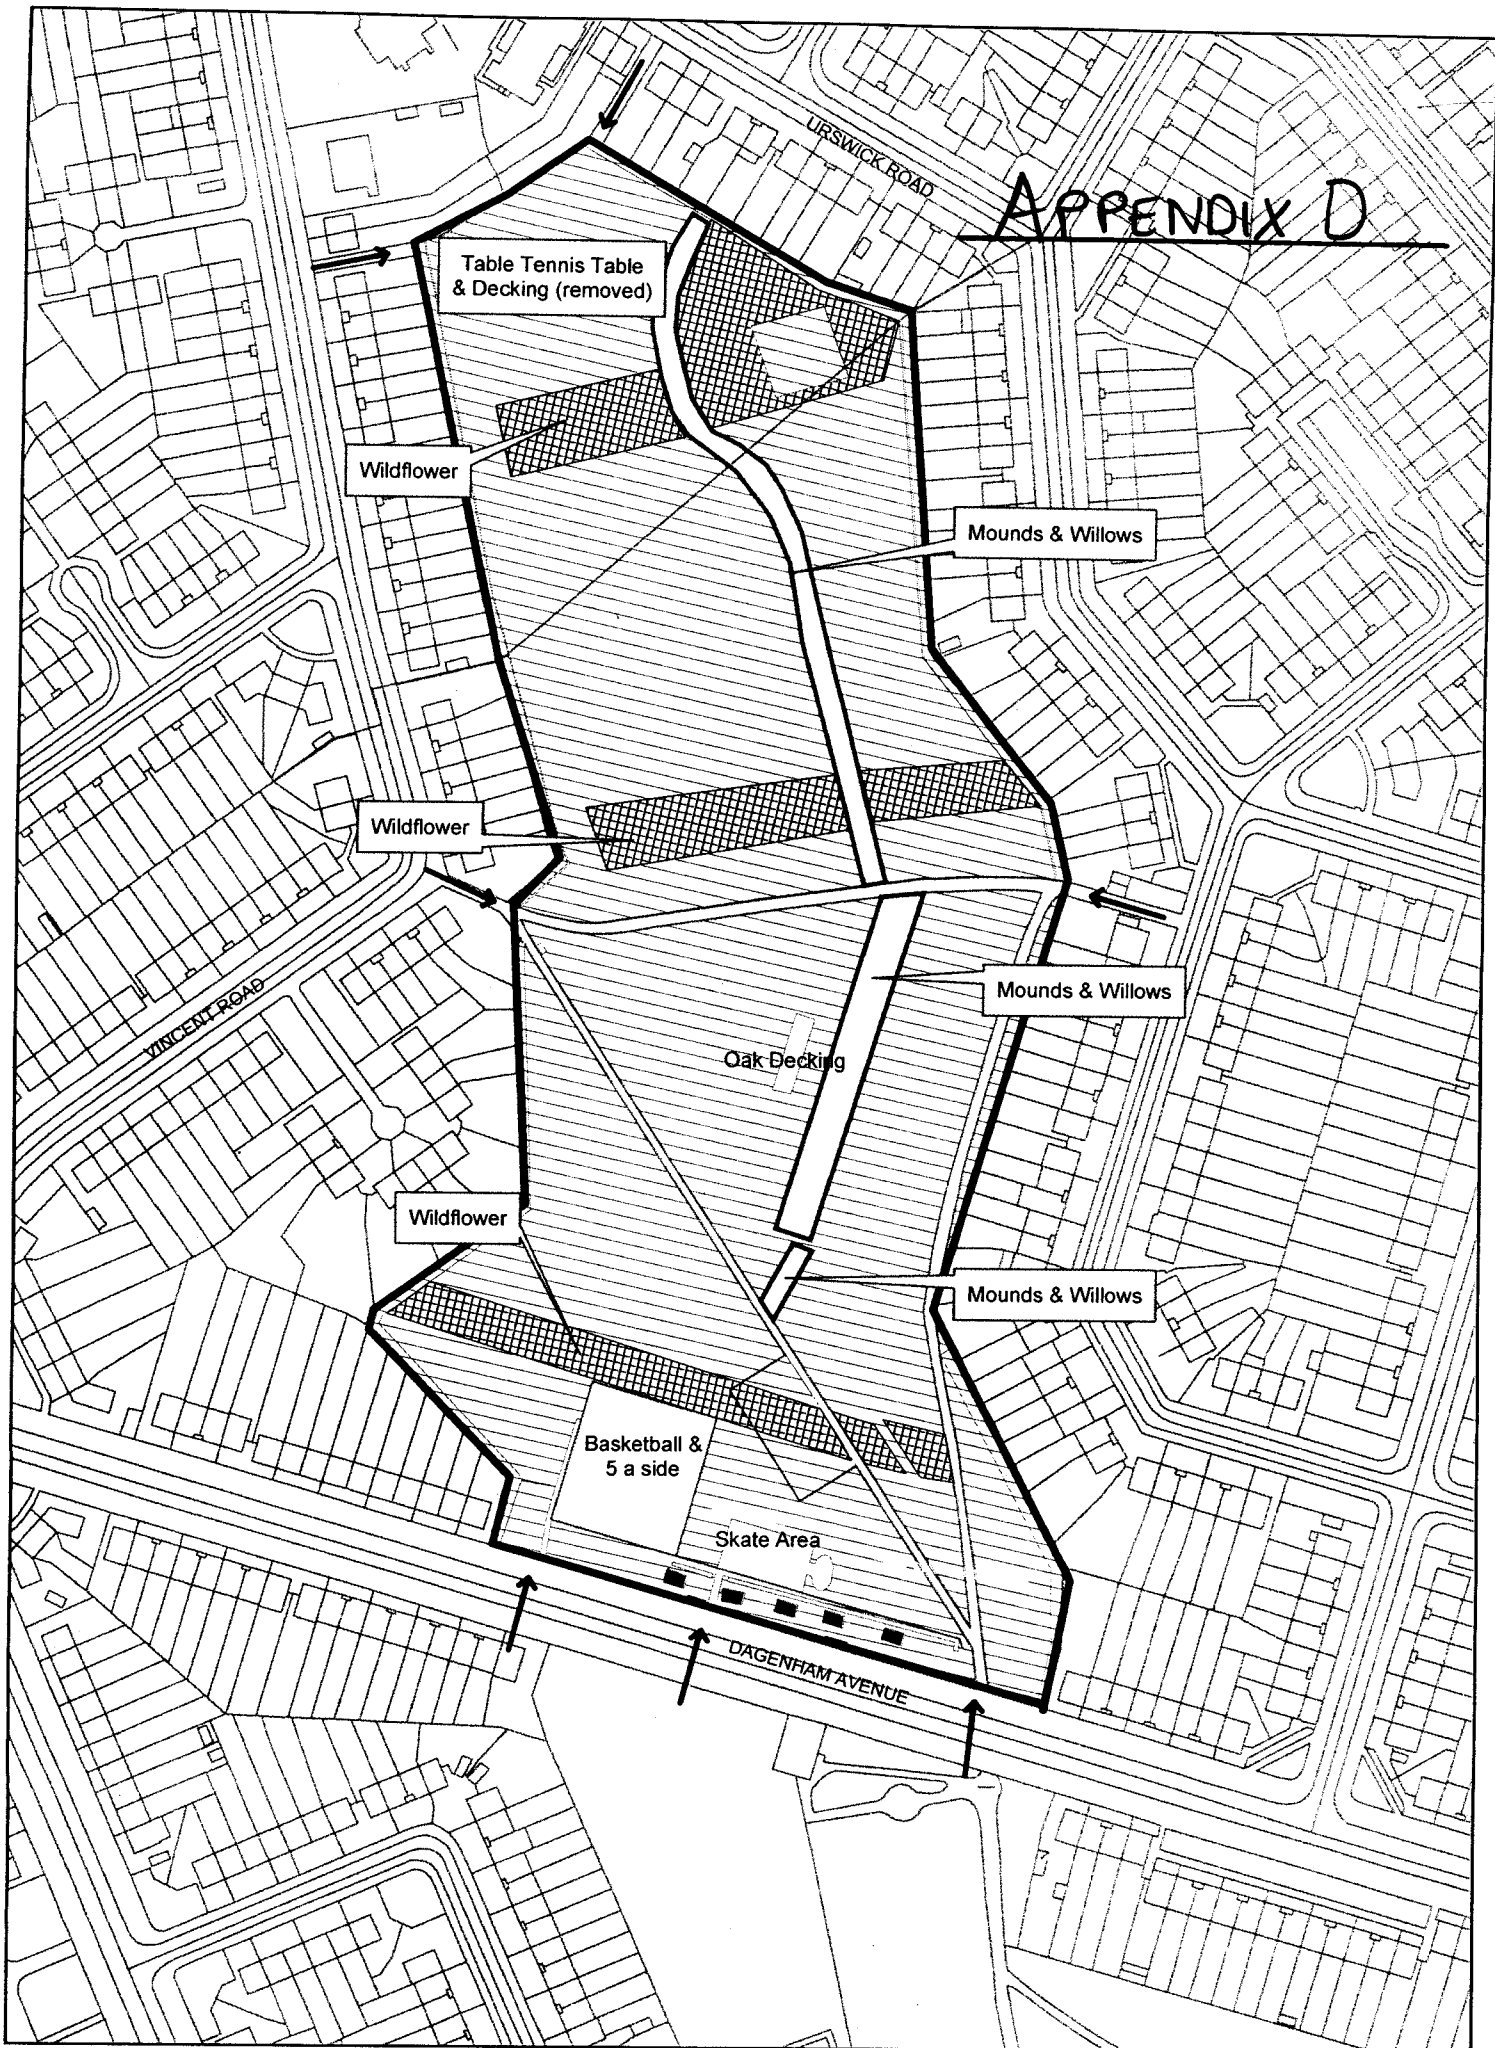 URSWICK ROAD
APPENDIX D
Table Tennis Table
& Decking (removed)
Wildflower
Mounds & Willows
Wildflower
VINCENT ROAD
Mounds & Willows
Oak Decking
Wildflower
Mounds & Willows
Basketball &
5 a side
Skate Area
DAGENHAM AVENUE